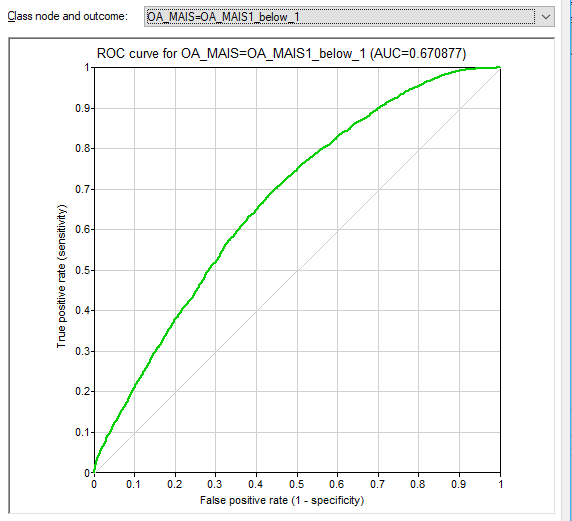 Class node and outcome: OA_MAIS=OA_MAIS1_below_1
ROC curve for OA_MAIS=OA_MAIS1_below_1 (AUC=0.670877)
True positive rate (sensitivity)
1
0.9
0.8
0.7
0.6
0.5
0.4
0.3
0.2
0.1
0
0 0.1 0.2 0.3 0.4 0.5 0.6 0.7 0.8 0.9 1
False positive rate (1 - specificity)